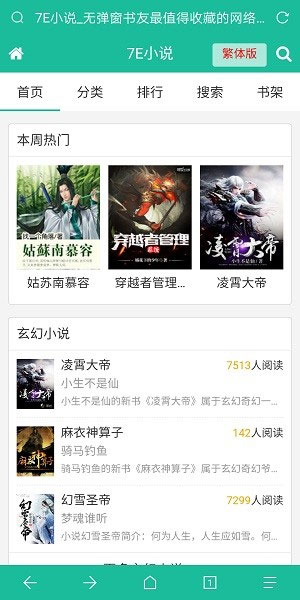 7E小说_无弹窗书友最值得收藏的网络...
7E小说
繁体版
首页 分类 排行 搜索 书架
本周热门
姑蘇南慕容
穿越者管理
系统
凌霄大帝
姑苏南慕容 穿越者管理... 凌霄大帝
玄幻小说
凌霄大帝 7513人阅读
小生不是仙
小生不是仙的新书《凌霄大帝》属于玄幻奇幻一...
麻衣神算子 142人阅读
骑马钓鱼
骑马钓鱼的新书《麻衣神算子》属于玄幻奇幻爷...
幻雪圣帝 7299人阅读
梦魂谁听
小说幻雪圣帝简介：何为人生，人生应如雪。何...
1